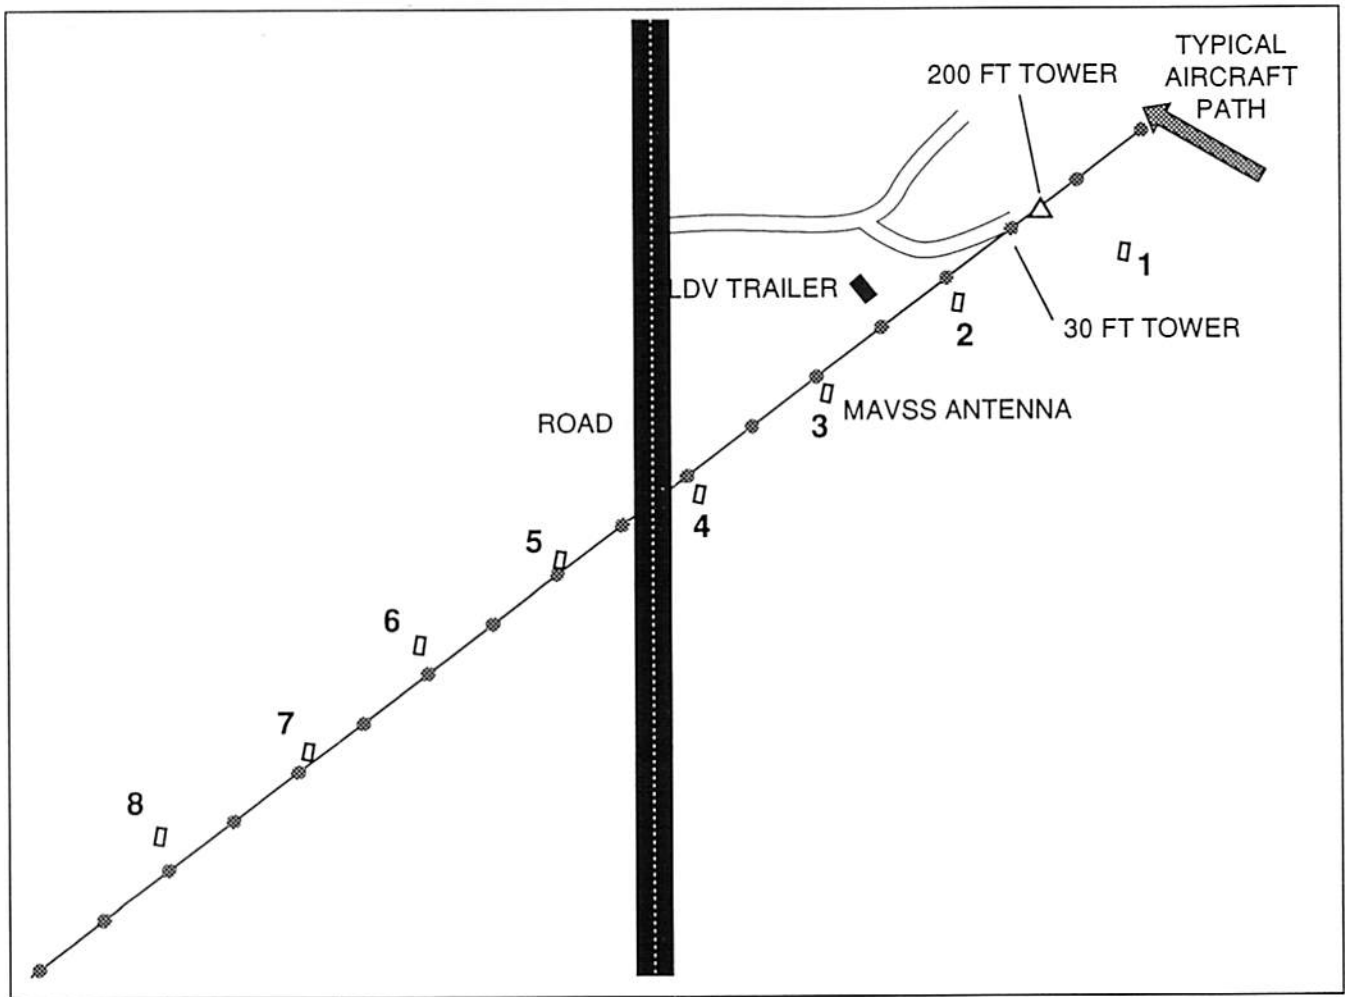 TYPICAL
AIRCRAFT
PATH
200 FT TOWER
1
LDV TRAILER
2
30 FT TOWER
3
MAVSS ANTENNA
ROAD
4
5
6
7
8